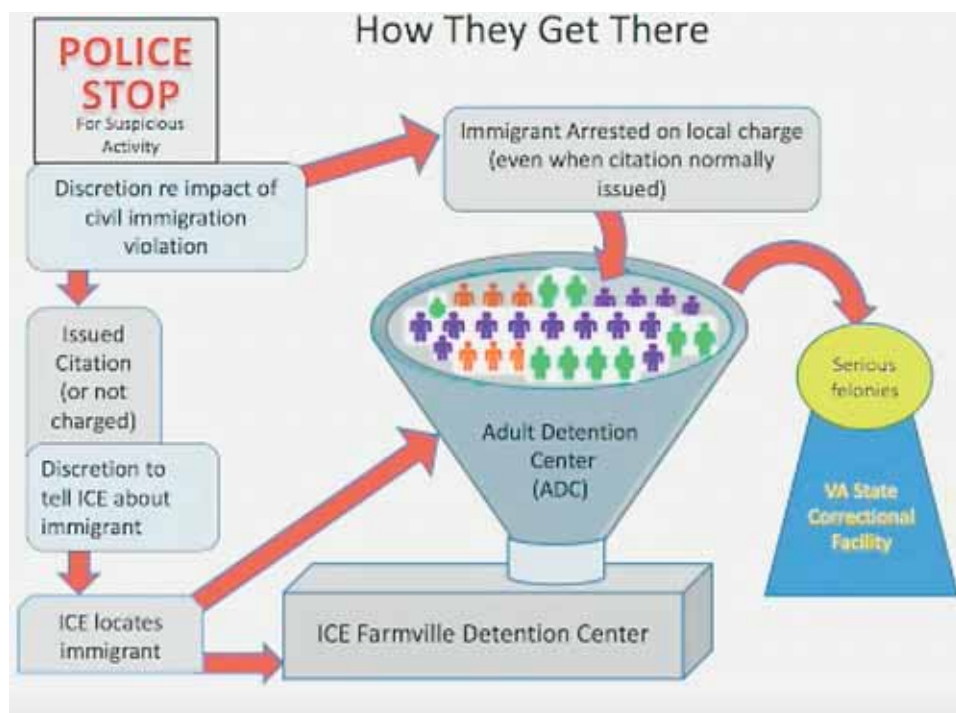 How They Get There
POLICE
STOP
For Suspicious
Activity
Discretion re impact of
civil immigration
violation
Issued
Citation
(or not
charged)
Discretion to
tell ICE about
immigrant
ICE locates
immigrant
Immigrant Arrested on local charge
(even when citation normally
issued)
Adult Detention
Center
(ADC)
ICE Farmville Detention Center
Serious
felonies
VA State
Correctional
Facility